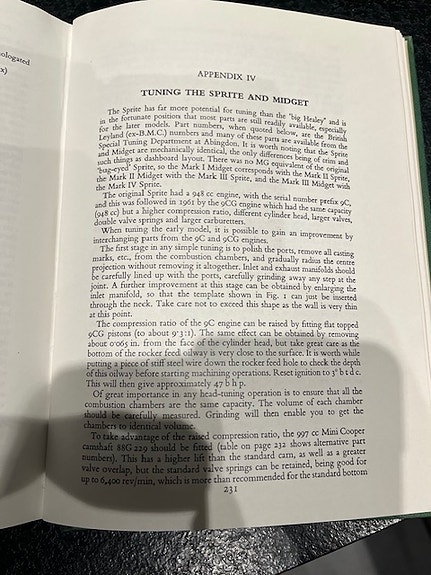 ologated
x)
APPENDIX IV
TUNING THE SPRITE AND MIDGET
The Sprite has far more potential for tuning than the 'big Healey' and is
in the fortunate position that most parts are still readily available, especially
for the later models. Part numbers, when quoted below, are the British
Leyland (ex-B.M.C.) numbers and many of these parts are available from the
Special Tuning Department at Abingdon. It is worth noting that the Sprite
and Midget are mechanically identical, the only differences being of trim and
such things as dashboard layout. There was no MG equivalent of the original
'bug-eyed' Sprite, so the Mark I Midget corresponds with the Mark II Sprite,
the Mark II Midget with the Mark III Sprite, and the Mark III Midget with
the Mark IV Sprite.
The original Sprite had a 948 cc engine, with the serial number prefix 9C,
and this was followed in 1961 by the 9CG engine which had the same capacity
(948 cc) but a higher compression ratio, different cylinder head, larger valves,
double valve springs and larger carburetters.
When tuning the early model, it is possible to gain an improvement by
interchanging parts from the 9C and 9CG engines.
The first stage in any simple tuning is to polish the ports, remove all casting
marks, etc., from the combustion chambers, and gradually radius the centre
projection without removing it altogether. Inlet and exhaust manifolds should
be carefully lined up with the ports, carefully grinding away any step at the
joint. A further improvement at this stage can be obtained by enlarging the
inlet manifold, so that the template shown in Fig. 1 can just be inserted
through the neck. Take care not to exceed this shape as the wall is very thin
at this point.
The compression ratio of the 9C engine can be raised by fitting flat topped
9CG pistons (to about 9·3:1). The same effect can be obtained by removing
about 0·065 in. from the face of the cylinder head, but take great care as the
bottom of the rocker feed oilway is very close to the surface. It is worth while
putting a piece of stiff steel wire down the rocker feed hole to check the depth
of this oilway before starting machining operations. Reset ignition to 3° b t d c.
This will then give approximately 47 b h p.
Of great importance in any head-tuning operation is to ensure that all the
combustion chambers are the same capacity. The volume of each chamber
should be carefully measured. Grinding will then enable you to get the
chambers to identical volumes.
To take advantage of the raised compression ratio, the 997 cc Mini Cooper
camshaft 88G 229 should be fitted (table on page 232 shows alternative part
numbers). This has a higher lift than the standard cam, as well as a greater
valve overlap, but the standard valve springs can be retained, being good for
up to 6,400 rev/min, which is more than recommended for the standard bottom
231